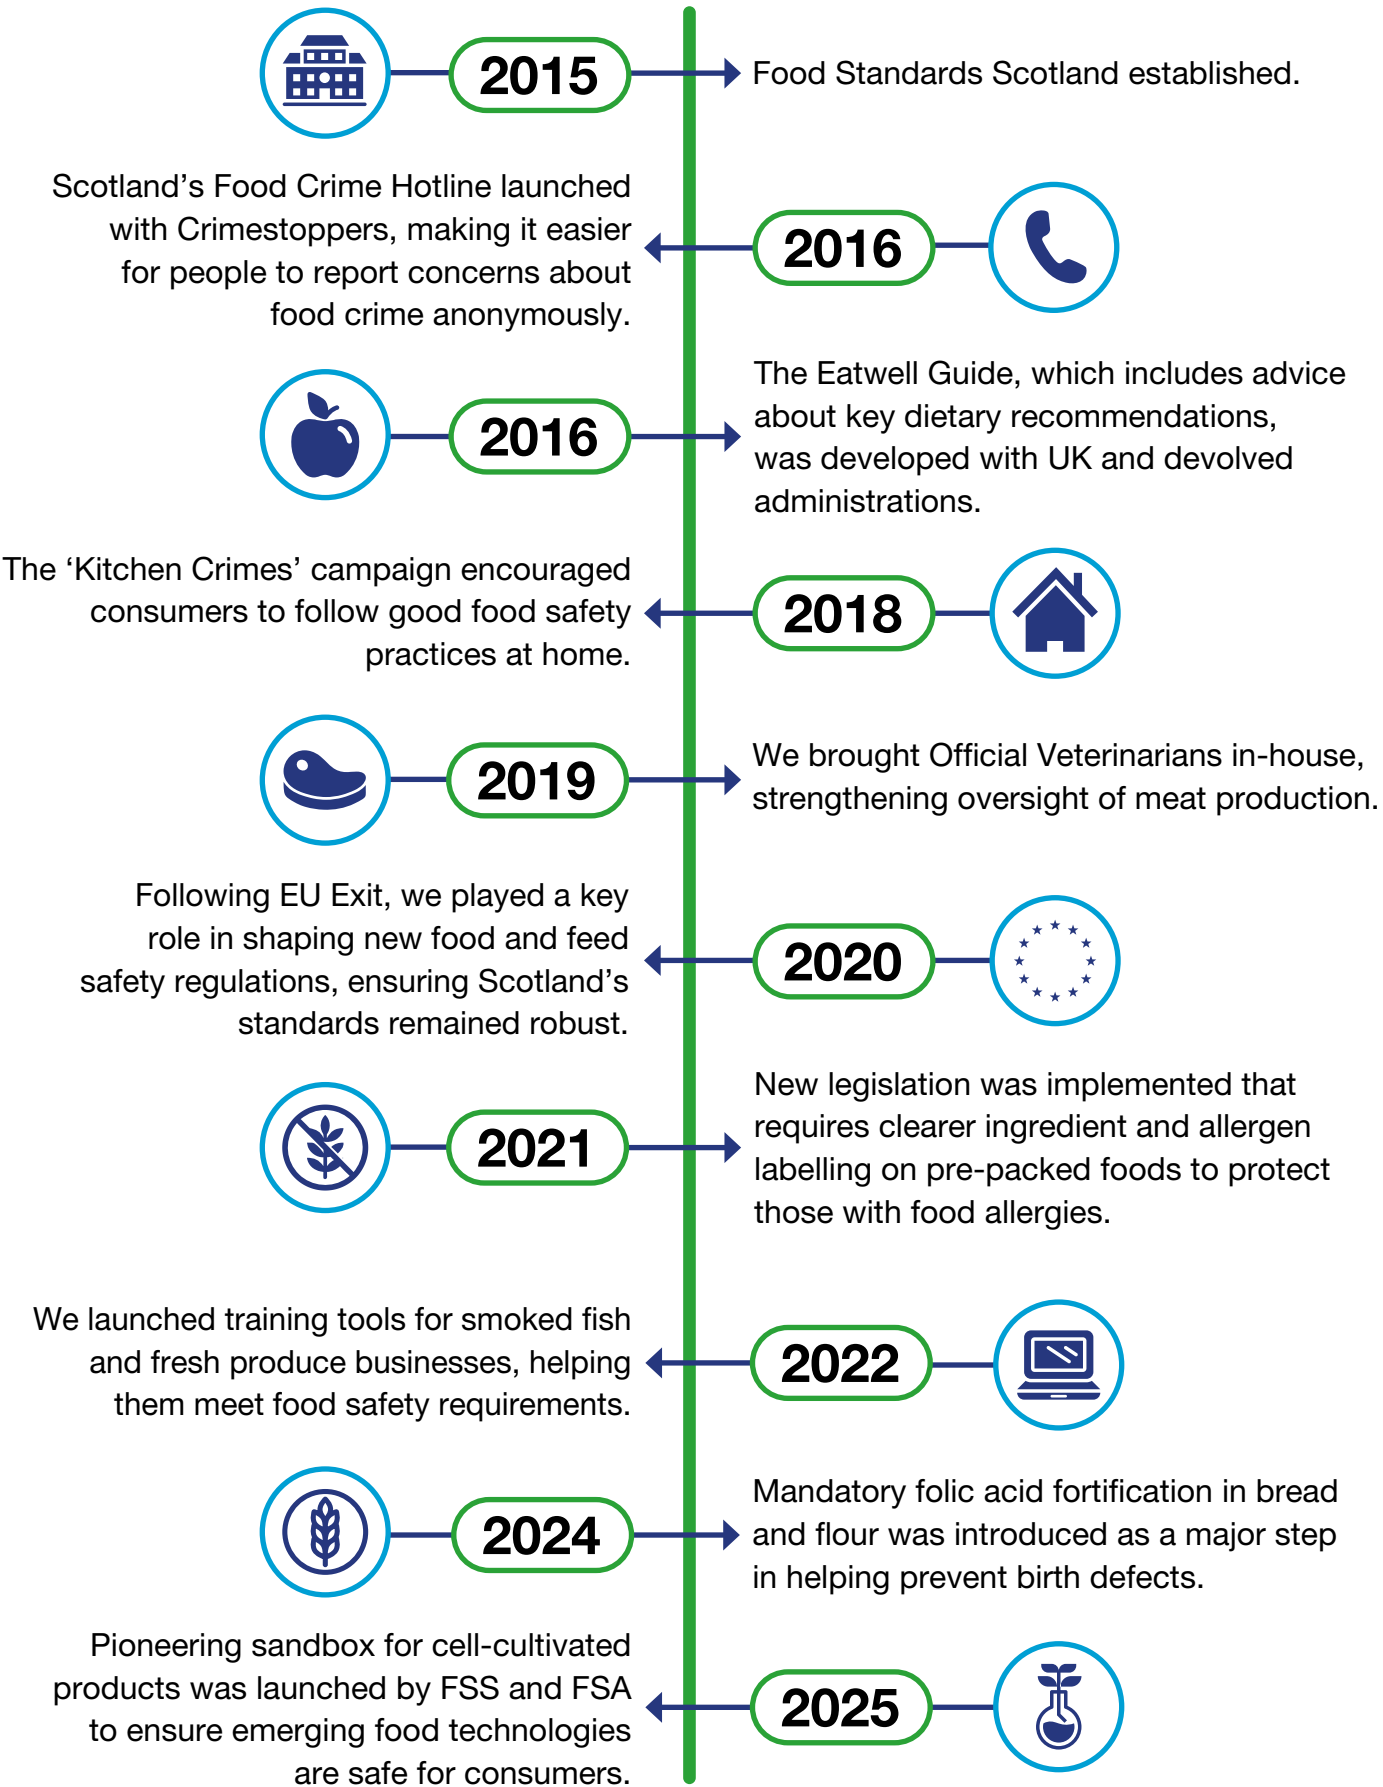 2015
Food Standards Scotland established.
Scotland’s Food Crime Hotline launched
with Crimestoppers, making it easier
for people to report concerns about
food crime anonymously.
2016
2016
The Eatwell Guide, which includes advice
about key dietary recommendations,
was developed with UK and devolved
administrations.
The ‘Kitchen Crimes’ campaign encouraged
consumers to follow good food safety
practices at home.
2018
2019
We brought Official Veterinarians in-house,
strengthening oversight of meat production.
Following EU Exit, we played a key
role in shaping new food and feed
safety regulations, ensuring Scotland’s
standards remained robust.
2020
2021
New legislation was implemented that
requires clearer ingredient and allergen
labelling on pre-packed foods to protect
those with food allergies.
We launched training tools for smoked fish
and fresh produce businesses, helping
them meet food safety requirements.
2022
2024
Mandatory folic acid fortification in bread
and flour was introduced as a major step
in helping prevent birth defects.
Pioneering sandbox for cell-cultivated
products was launched by FSS and FSA
to ensure emerging food technologies
are safe for consumers.
2025